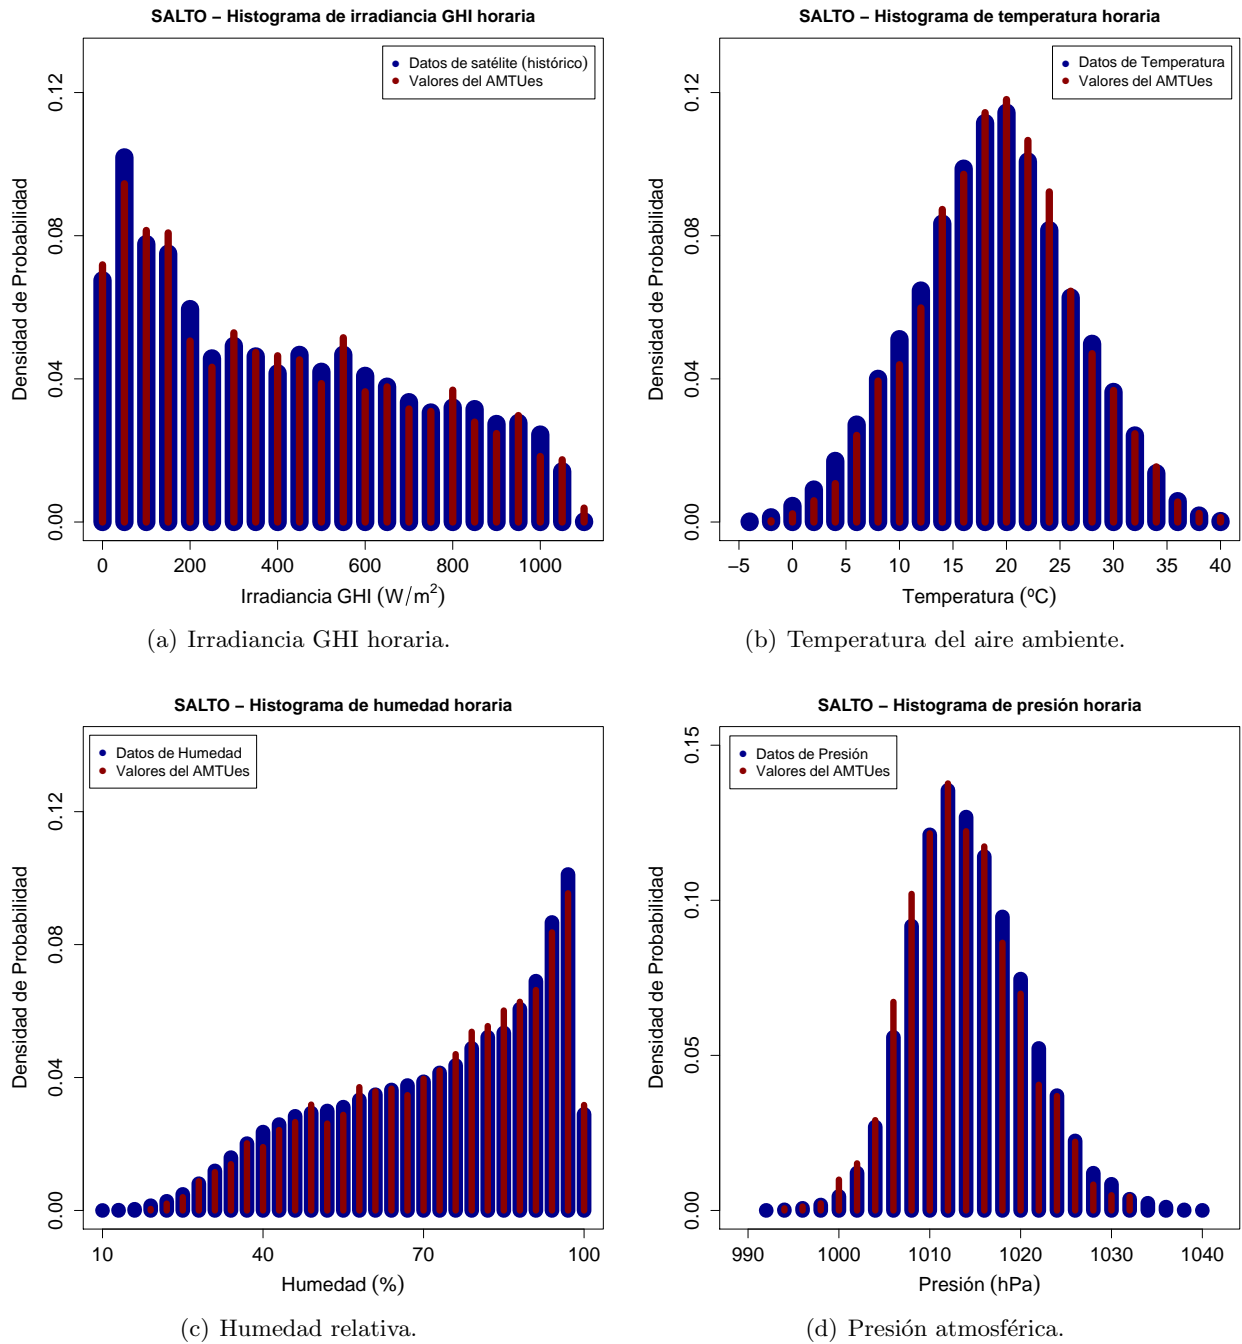 SALTO – Histograma de irradiancia GHI horaria
Datos de satélite (histórico)
Valores del AMTUes
Densidad de Probabilidad
0.00 0.04 0.08 0.12
0 200 400 600 800 1000
Irradiancia GHI (W/m²)
(a) Irradiancia GHI horaria.
SALTO – Histograma de temperatura horaria
Datos de Temperatura
Valores del AMTUes
Densidad de Probabilidad
0.00 0.04 0.08 0.12
−5 0 5 10 15 20 25 30 35 40
Temperatura (ºC)
(b) Temperatura del aire ambiente.
SALTO – Histograma de humedad horaria
Datos de Humedad
Valores del AMTUes
Densidad de Probabilidad
0.00 0.04 0.08 0.12
10 40 70 100
Humedad (%)
(c) Humedad relativa.
SALTO – Histograma de presión horaria
Datos de Presión
Valores del AMTUes
Densidad de Probabilidad
0.00 0.05 0.10 0.15
990 1000 1010 1020 1030 1040
Presión (hPa)
(d) Presión atmosférica.